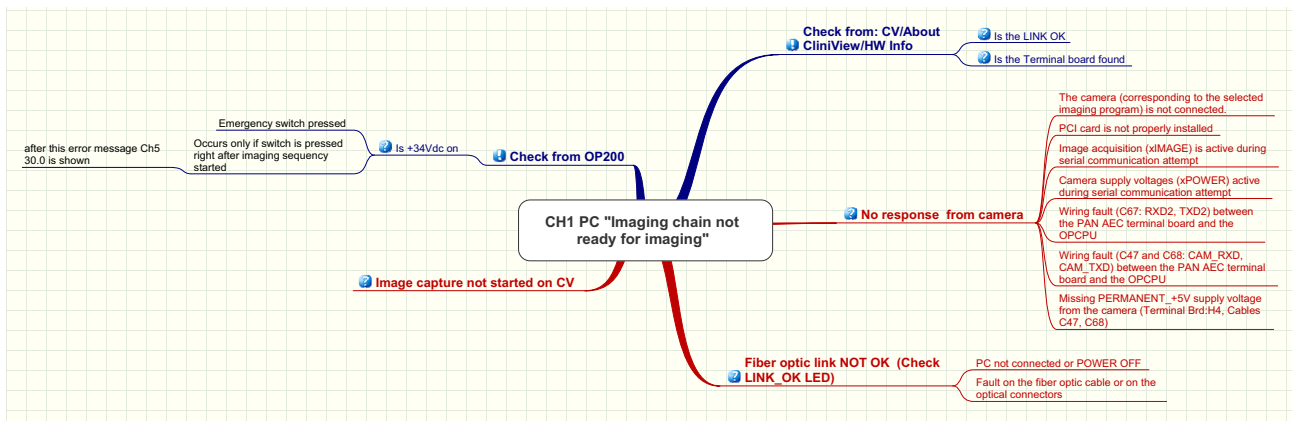 Check from: CV/About
CliniView/HW Info
Is the LINK OK
Is the Terminal board found
The camera (corresponding to the selected
imaging program) is not connected.
PCI card is not properly installed
Image acquisition (xIMAGE) is active during
serial communication attempt
Camera supply voltages (xPOWER) active
during serial communication attempt
Wiring fault (C67: RXD2, TXD2) between
the PAN AEC terminal board and the
OPCPU
Wiring fault (C47 and C68: CAM_RXD,
CAM_TXD) between the PAN AEC terminal
board and the OPCPU
Missing PERMANENT_+5V supply voltage
from the camera (Terminal Brd:H4, Cables
C47, C68)
No response  from camera
Emergency switch pressed
Occurs only if switch is pressed
right after imaging sequency
started
after this error message Ch5
30.0 is shown
Is +34Vdc on
Check from OP200
CH1 PC "Imaging chain not
ready for imaging"
Image capture not started on CV
Fiber optic link NOT OK  (Check
LINK_OK LED)
PC not connected or POWER OFF
Fault on the fiber optic cable or on the
optical connectors